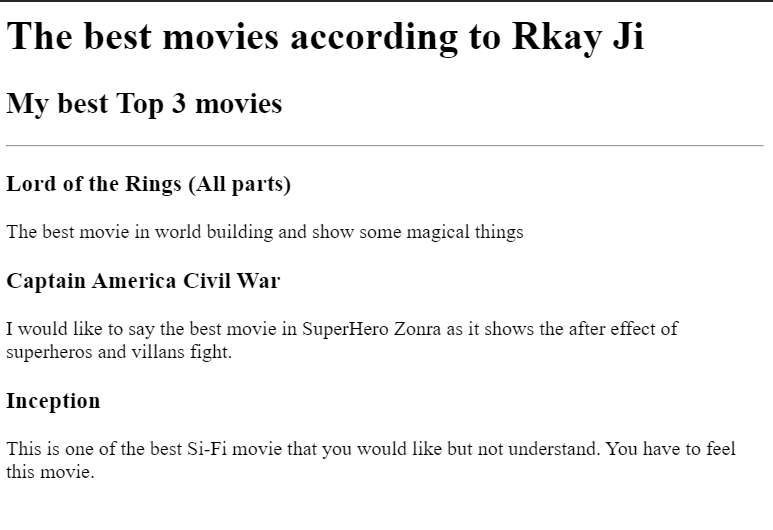 The best movies according to Rkay Ji
My best Top 3 movies
Lord of the Rings (All parts)
The best movie in world building and show some magical things
Captain America Civil War
I would like to say the best movie in SuperHero Zonra as it shows the after effect of
superheros and villans fight.
Inception
This is one of the best Si-Fi movie that you would like but not understand. You have to feel
this movie.